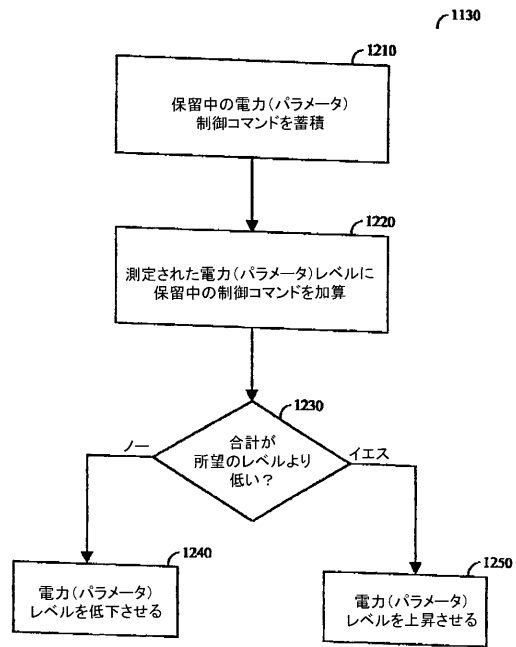 1130
1210
保留中の電力(パラメータ)
制御コマンドを蓄積
1220
測定された電力(パラメータ)レベルに
保留中の制御コマンドを加算
1230
合計が
所望のレベルより
低い?
ノー
イエス
1240
電力(パラメータ)
レベルを低下させる
1250
電力(パラメータ)
レベルを上昇させる